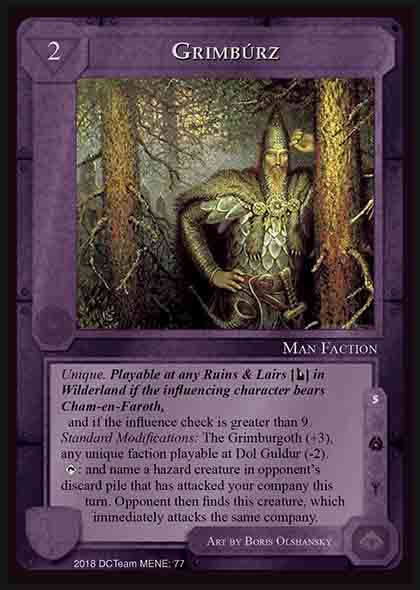 2
GRIMBÚRZ
MAN FACTION
Unique. Playable at any Ruins & Lairs [] in
Wilderland if the influencing character bears
Cham-en-Faroth,
and if the influence check is greater than 9.
Standard Modifications: The Grimburgoth (+3),
any unique faction playable at Dol Guldur (-2).
: and name a hazard creature in opponent's
discard pile that has attacked your company this
turn. Opponent then finds this creature, which
immediately attacks the same company.
5
ART BY BORIS OLSHANSKY
2018 DCTeam MENE: 77